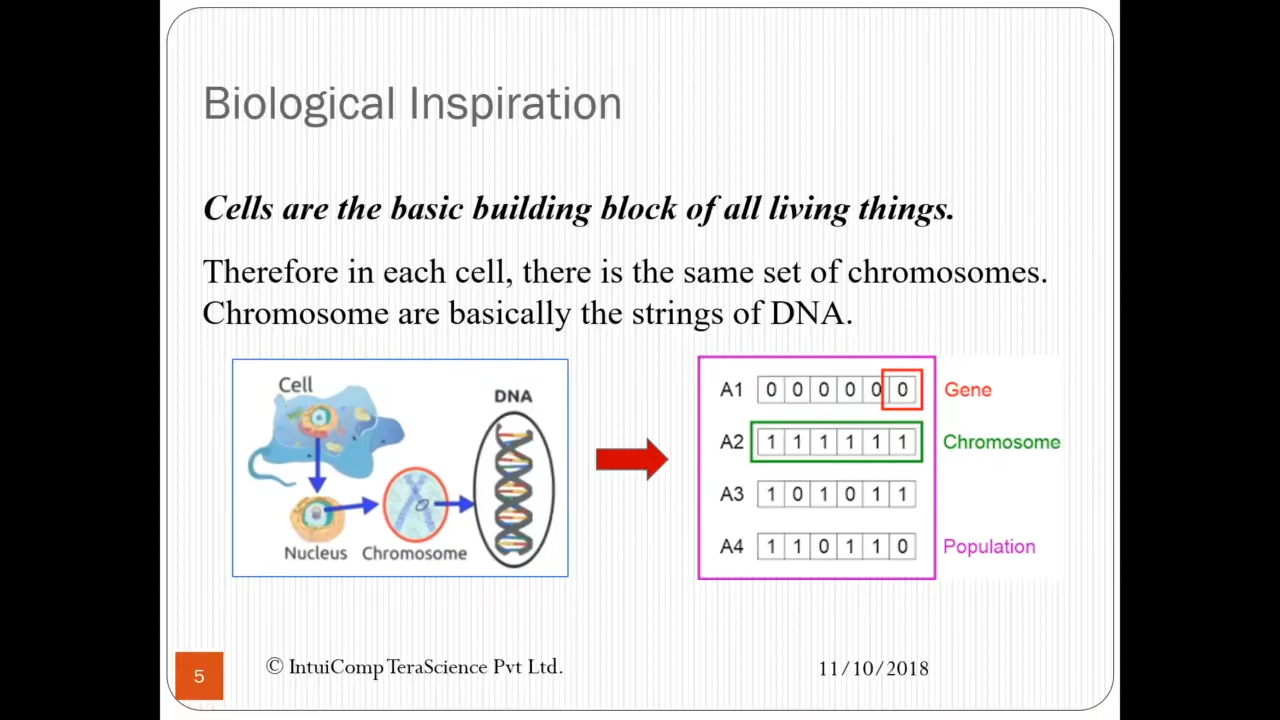 Biological Inspiration
Cells are the basic building block of all living things.
Therefore in each cell, there is the same set of chromosomes.
Chromosome are basically the strings of DNA.
Cell
DNA
Nucleus
Chromosome
A1 0 0 0 0 0 0 Gene
A2 1 1 1 1 1 1 Chromosome
A3 1 0 1 0 1 1
A4 1 1 0 1 1 0 Population
5
© IntuiComp TeraScience Pvt Ltd.
11/10/2018